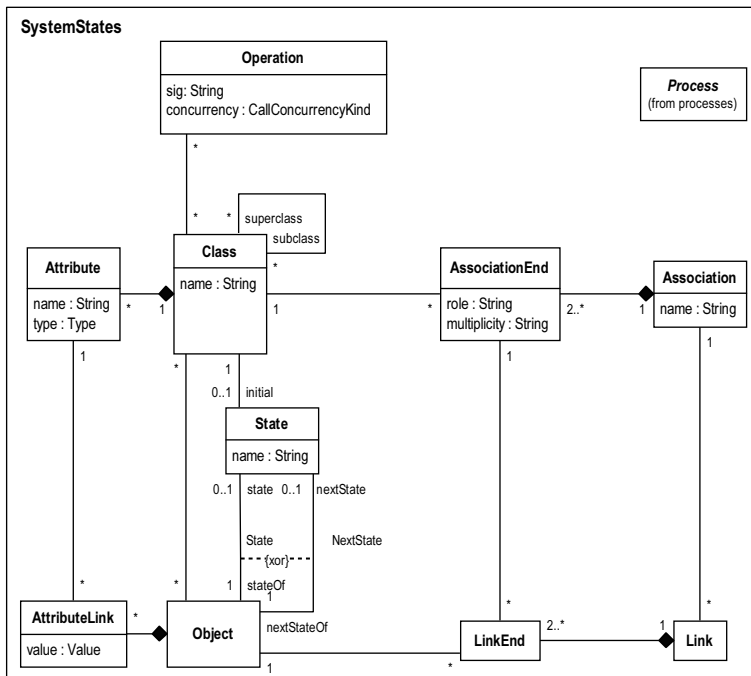 SystemStates
Operation
sig: String
concurrency : CallConcurrencyKind
Process
(from processes)
*
* *
superclass
subclass
Class
name : String
*
Attribute
name : String
type : Type
* 1
1
AssociationEnd
role : String
multiplicity : String
1 *
2..* 1
1
Association
name : String
1
* 1
0..1 initial
State
name : String
0..1 state 0..1 nextState
State NextState
{xor}
1 stateOf
1
nextStateOf
* *
AttributeLink
value : Value
*
Object
1 *
*
LinkEnd
2..* 1
*
Link